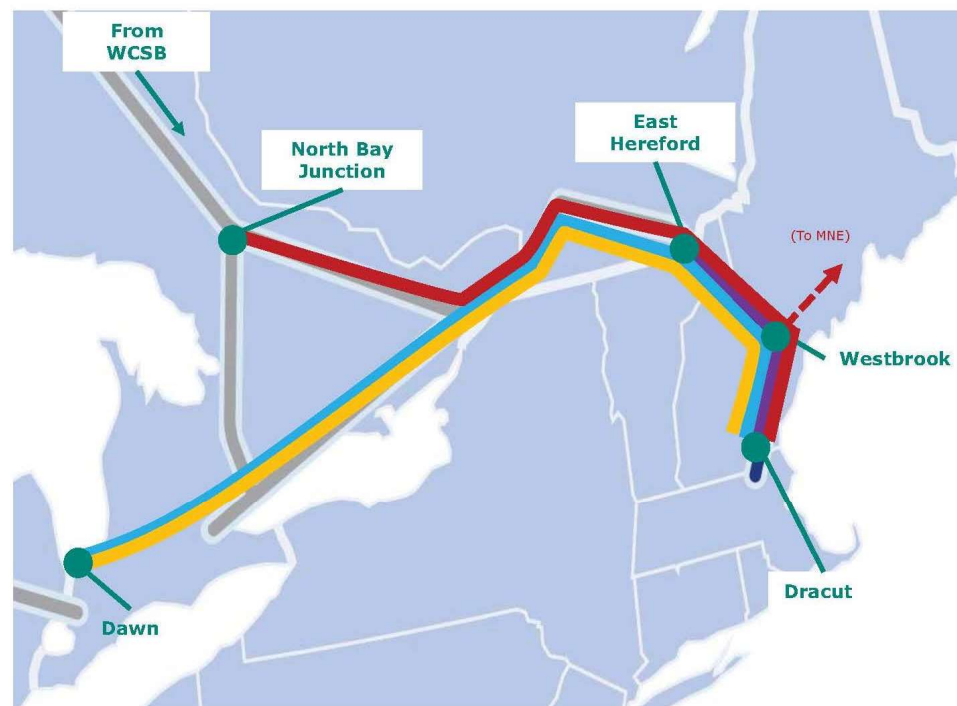 From
WCSB
North Bay
Junction
East
Hereford
(To MNE)
Westbrook
Dracut
Dawn